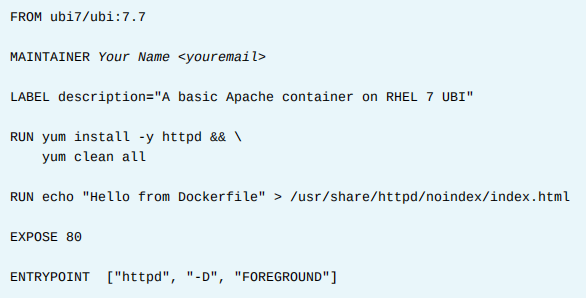 FROM ubi7/ubi:7.7
MAINTAINER Your Name <youremail>
LABEL description="A basic Apache container on RHEL 7 UBI"
RUN yum install -y httpd && \
    yum clean all
RUN echo "Hello from Dockerfile" > /usr/share/httpd/noindex/index.html
EXPOSE 80
ENTRYPOINT  ["httpd", "-D", "FOREGROUND"]